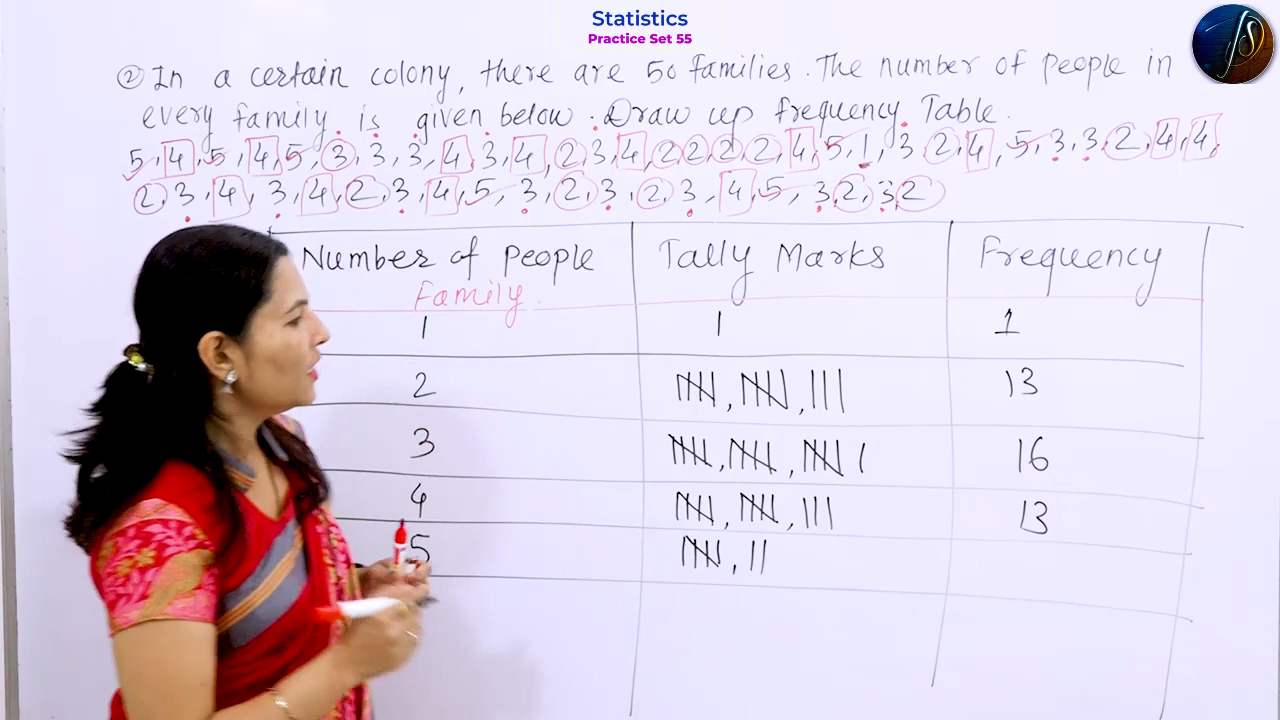 Statistics
Practice Set 55
② In a certain colony, there are 50 families. The number of people in
every family is given below. Draw up frequency Table.
5, 4, 5, 4, 5, 3, 3, 3, 4, 3, 4, 2, 3, 4, 2, 2, 2, 2, 4, 5, 1, 3, 2, 4, 5, 3, 3, 2, 4, 4,
2, 3, 4, 3, 4, 2, 3, 4, 5, 3, 2, 3, 2, 3, 4, 5, 3, 2, 3, 2
Number of people Tally Marks Frequency
Family.
1 | 1
2 𝍸, 𝍸, ||| 13
3 𝍸, 𝍸, 𝍸 | 16
4 𝍸, 𝍸, ||| 13
5 𝍸, ||